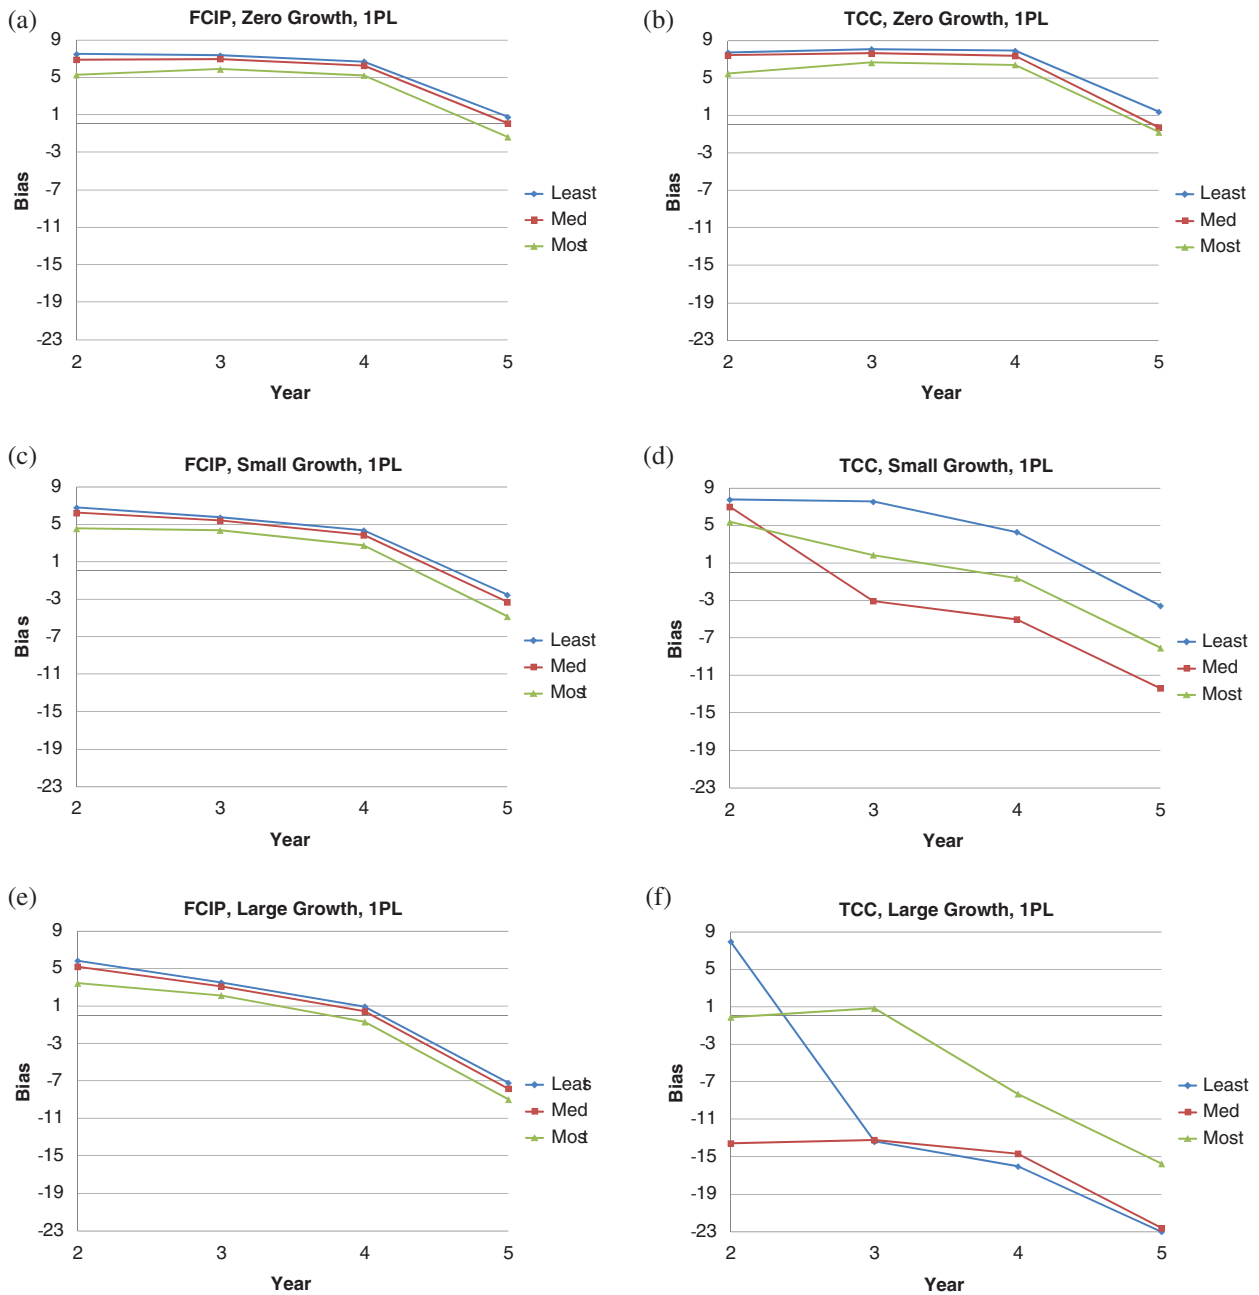 (a)
FCIP, Zero Growth, 1PL
9
5
1
-3
-7
-11
-15
-19
-23
Bias
2 3 4 5
Year
Least
Med
Most
(b)
TCC, Zero Growth, 1PL
9
5
1
-3
-7
-11
-15
-19
-23
Bias
2 3 4 5
Year
Least
Med
Most
(c)
FCIP, Small Growth, 1PL
9
5
1
-3
-7
-11
-15
-19
-23
Bias
2 3 4 5
Year
Least
Med
Most
(d)
TCC, Small Growth, 1PL
9
5
1
-3
-7
-11
-15
-19
-23
Bias
2 3 4 5
Year
Least
Med
Most
(e)
FCIP, Large Growth, 1PL
9
5
1
-3
-7
-11
-15
-19
-23
Bias
2 3 4 5
Year
Least
Med
Most
(f)
TCC, Large Growth, 1PL
9
5
1
-3
-7
-11
-15
-19
-23
Bias
2 3 4 5
Year
Least
Med
Most